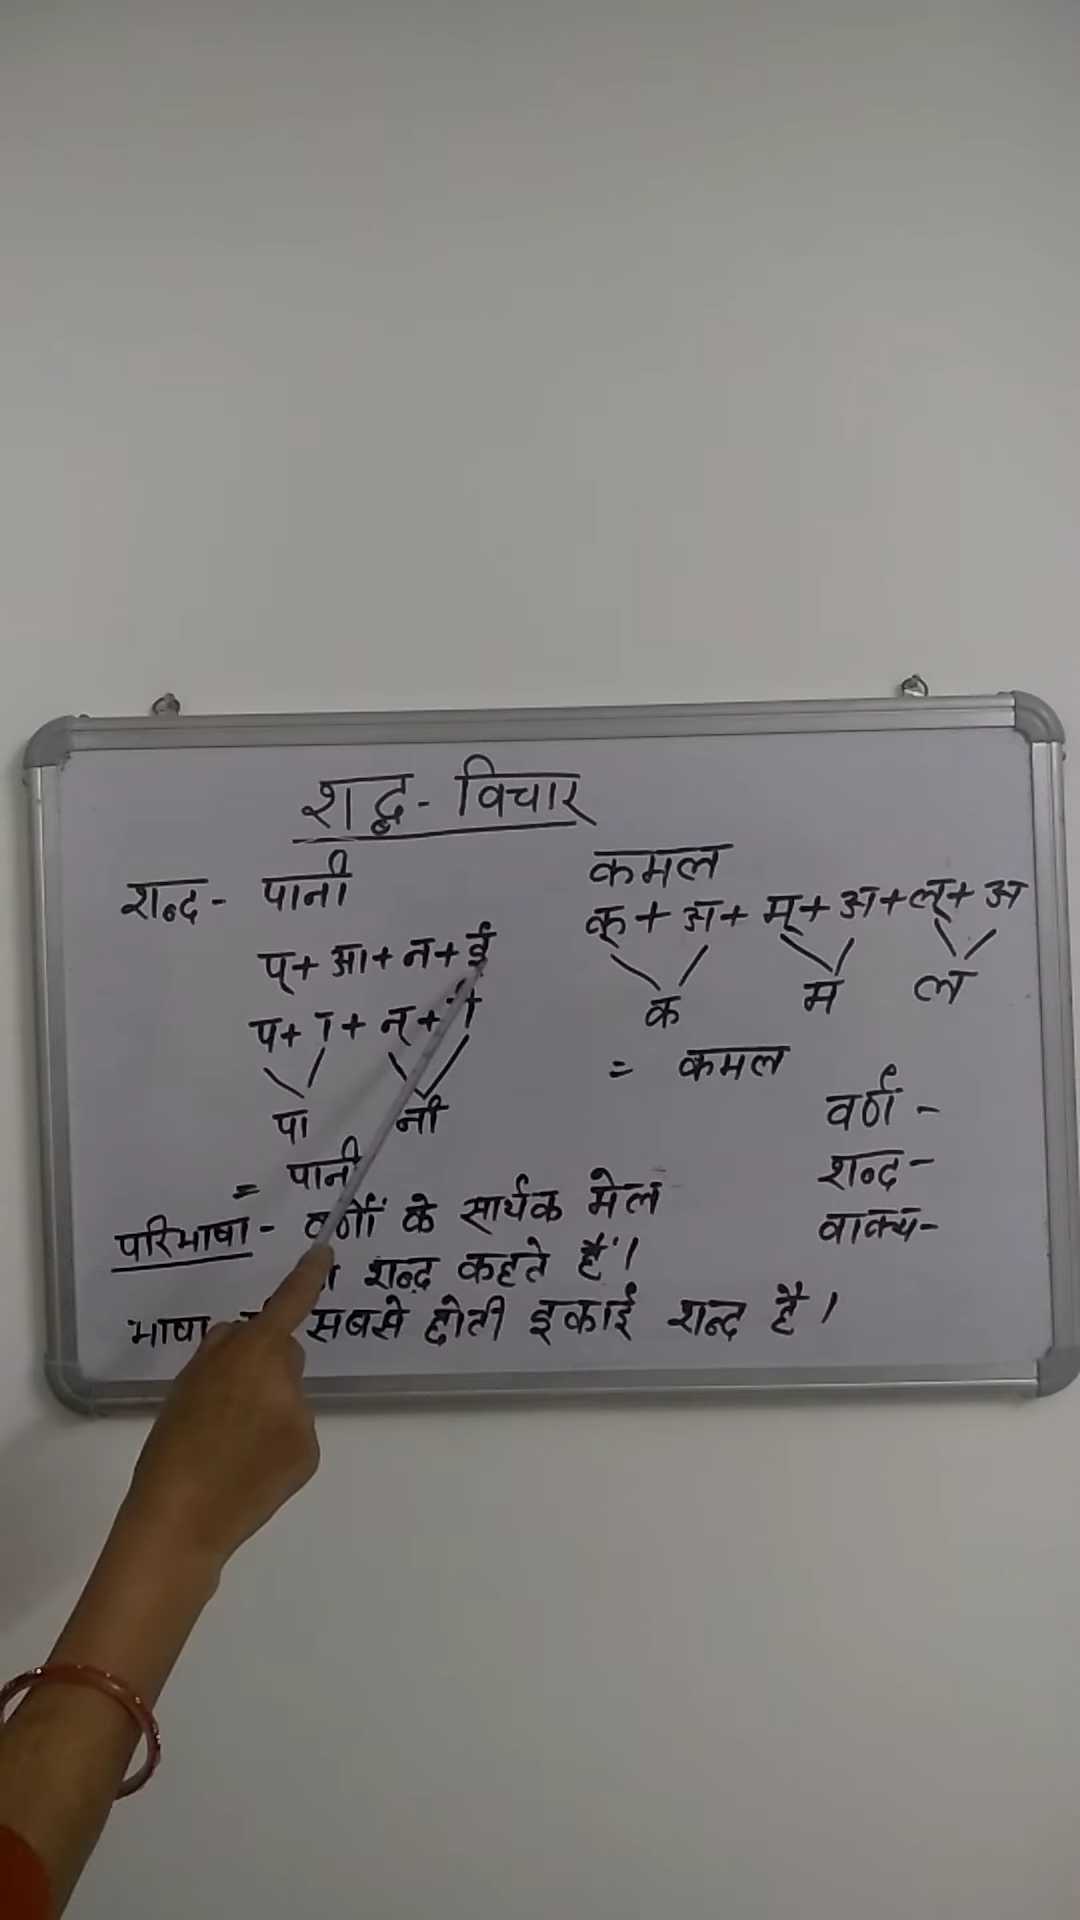 शब्द - विचार
शब्द - पानी
प् + आ + न + ई
प + ा + न् + ी
पा नी
= पानी
कमल
क् + अ + म् + अ + ल् + अ
क म ल
= कमल
वर्ण -
शब्द -
वाक्य -
परिभाषा - वर्णों के सार्थक मेल
शब्द कहते हैं।
भाषा सबसे छोटी इकाई शब्द है।